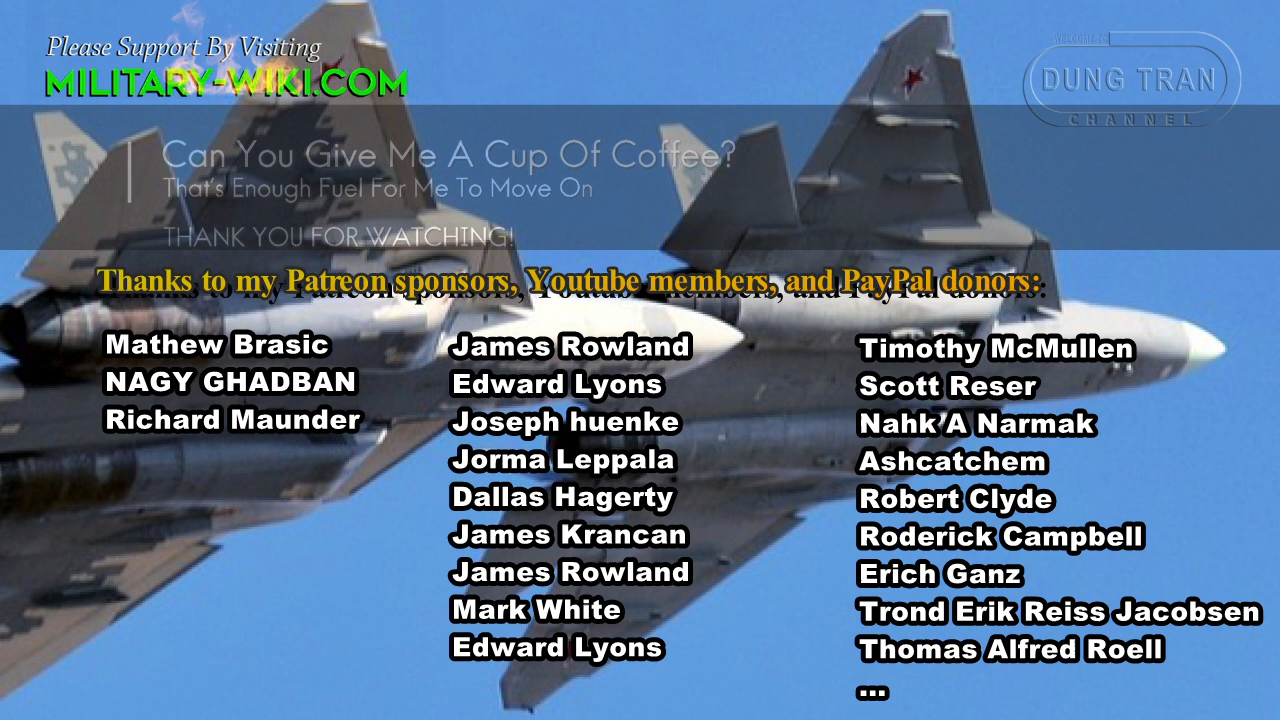 Please Support By Visiting
MILITARY-WIKI.COM
WELCOME TO
DUNG TRAN
CHANNEL
Can You Give Me A Cup Of Coffee?
That's Enough Fuel For Me To Move On
THANK YOU FOR WATCHING!
Thanks to my Patreon sponsors, Youtube members, and PayPal donors:
Mathew Brasic
NAGY GHADBAN
Richard Maunder
James Rowland
Edward Lyons
Joseph huenke
Jorma Leppala
Dallas Hagerty
James Krancan
James Rowland
Mark White
Edward Lyons
Timothy McMullen
Scott Reser
Nahk'A Narmak
Ashcatchem
Robert Clyde
Roderick Campbell
Erich Ganz
Trond Erik Reiss Jacobsen
Thomas Alfred Roell
...